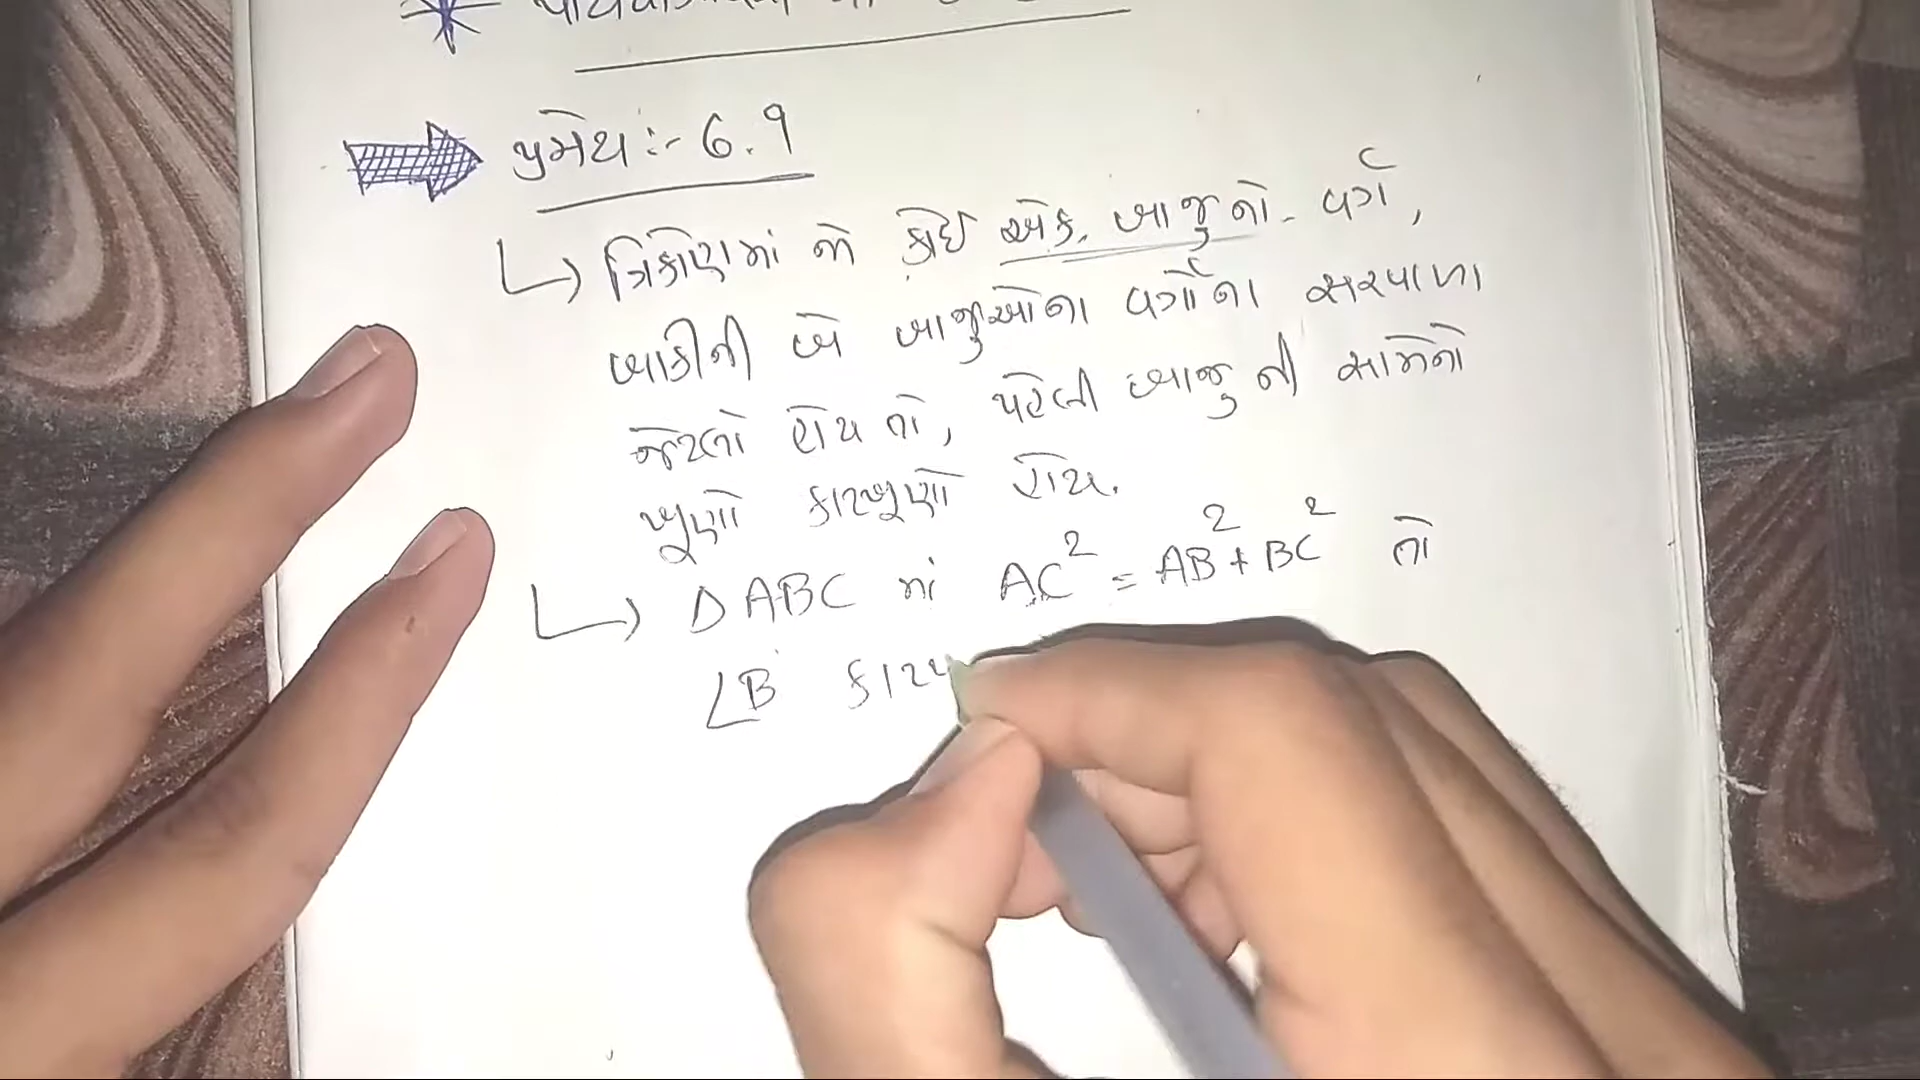 પ્રમેય :- 6.9
ત્રિકોણમાં જો કોઈ એક બાજુનો વર્ગ,
બાકીની બે બાજુઓના વર્ગોના સરવાળા
જેટલો હોય તો, પહેલી બાજુ ની સામેનો
ખૂણો કાટખૂણો હોય.
Δ ABC માં AC² = AB² + BC² તો
∠B